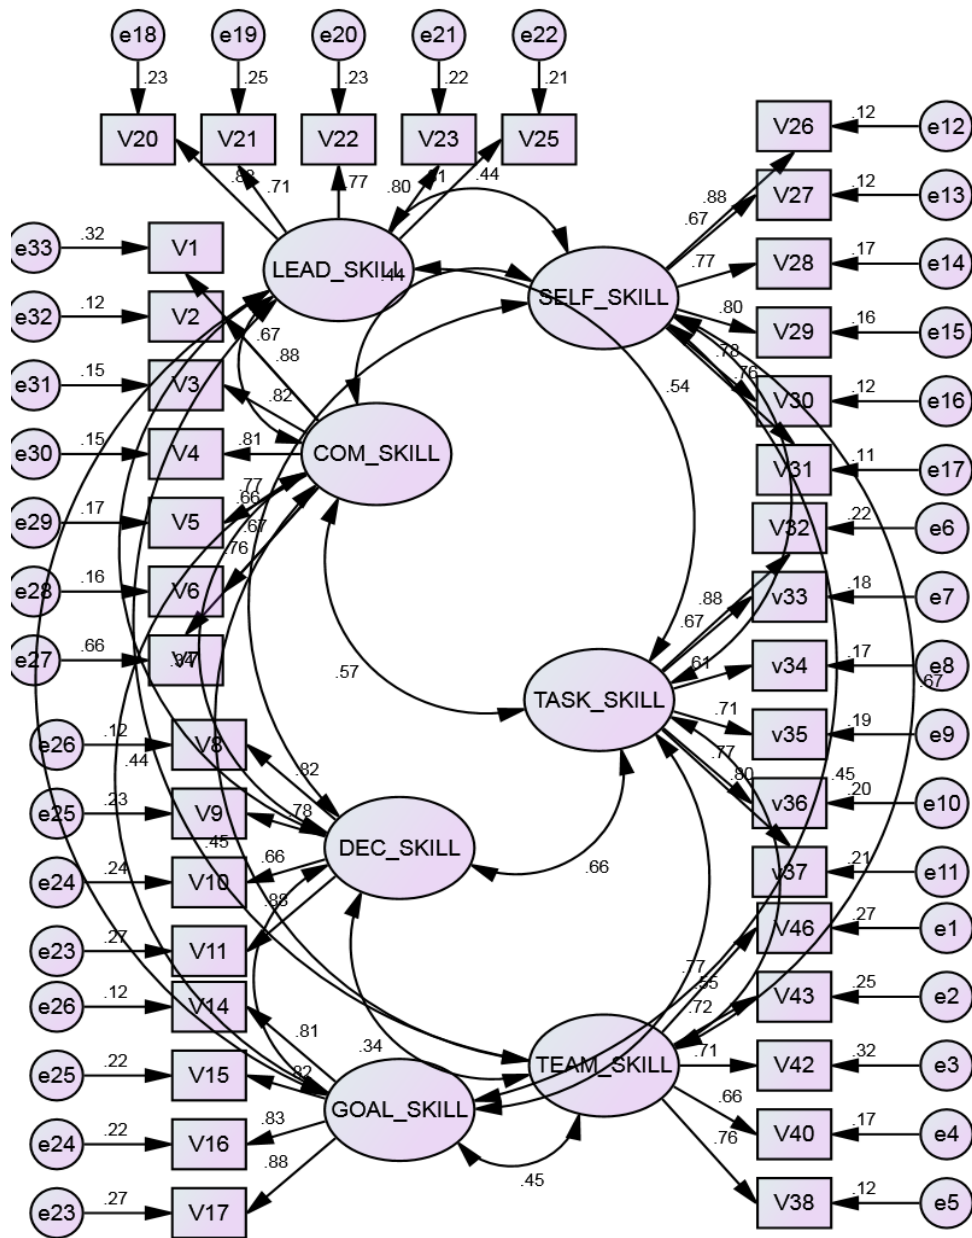 e18 e19 e20 e21 e22
.23 .25 .23 .22 .21
V20 V21 V22 V23 V25
.71 .77 .80 .44
V26 .12 e12
V27 .12 e13
V28 .17 e14
V29 .16 e15
V30 .12 e16
V31 .11 e17
.88
.67
.77
.80
.78
.76
LEAD_SKILL
SELF_SKILL
.44
.54
e33 .32 V1
e32 .12 V2
e31 .15 V3
e30 .15 V4
e29 .17 V5
e28 .16 V6
e27 .66 V7
.67
.88
.82
.81
.77
.66
.67
.76
COM_SKILL
V32 .22 e6
v33 .18 e7
v34 .17 e8
v35 .19 e9
v36 .20 e10
v37 .21 e11
.88
.67
.61
.71
.77
.80
.67
.45
TASK_SKILL
.57
.66
e26 .12 V8
e25 .23 V9
e24 .24 V10
e23 .27 V11
.82
.78
.66
.88
.44
.45
DEC_SKILL
e26 .12 V14
e25 .22 V15
e24 .22 V16
e23 .27 V17
.81
.82
.83
.88
GOAL_SKILL
.34
.45
V46 .27 e1
V43 .25 e2
V42 .32 e3
V40 .17 e4
V38 .12 e5
.77
.55
.72
.71
.66
.76
TEAM_SKILL